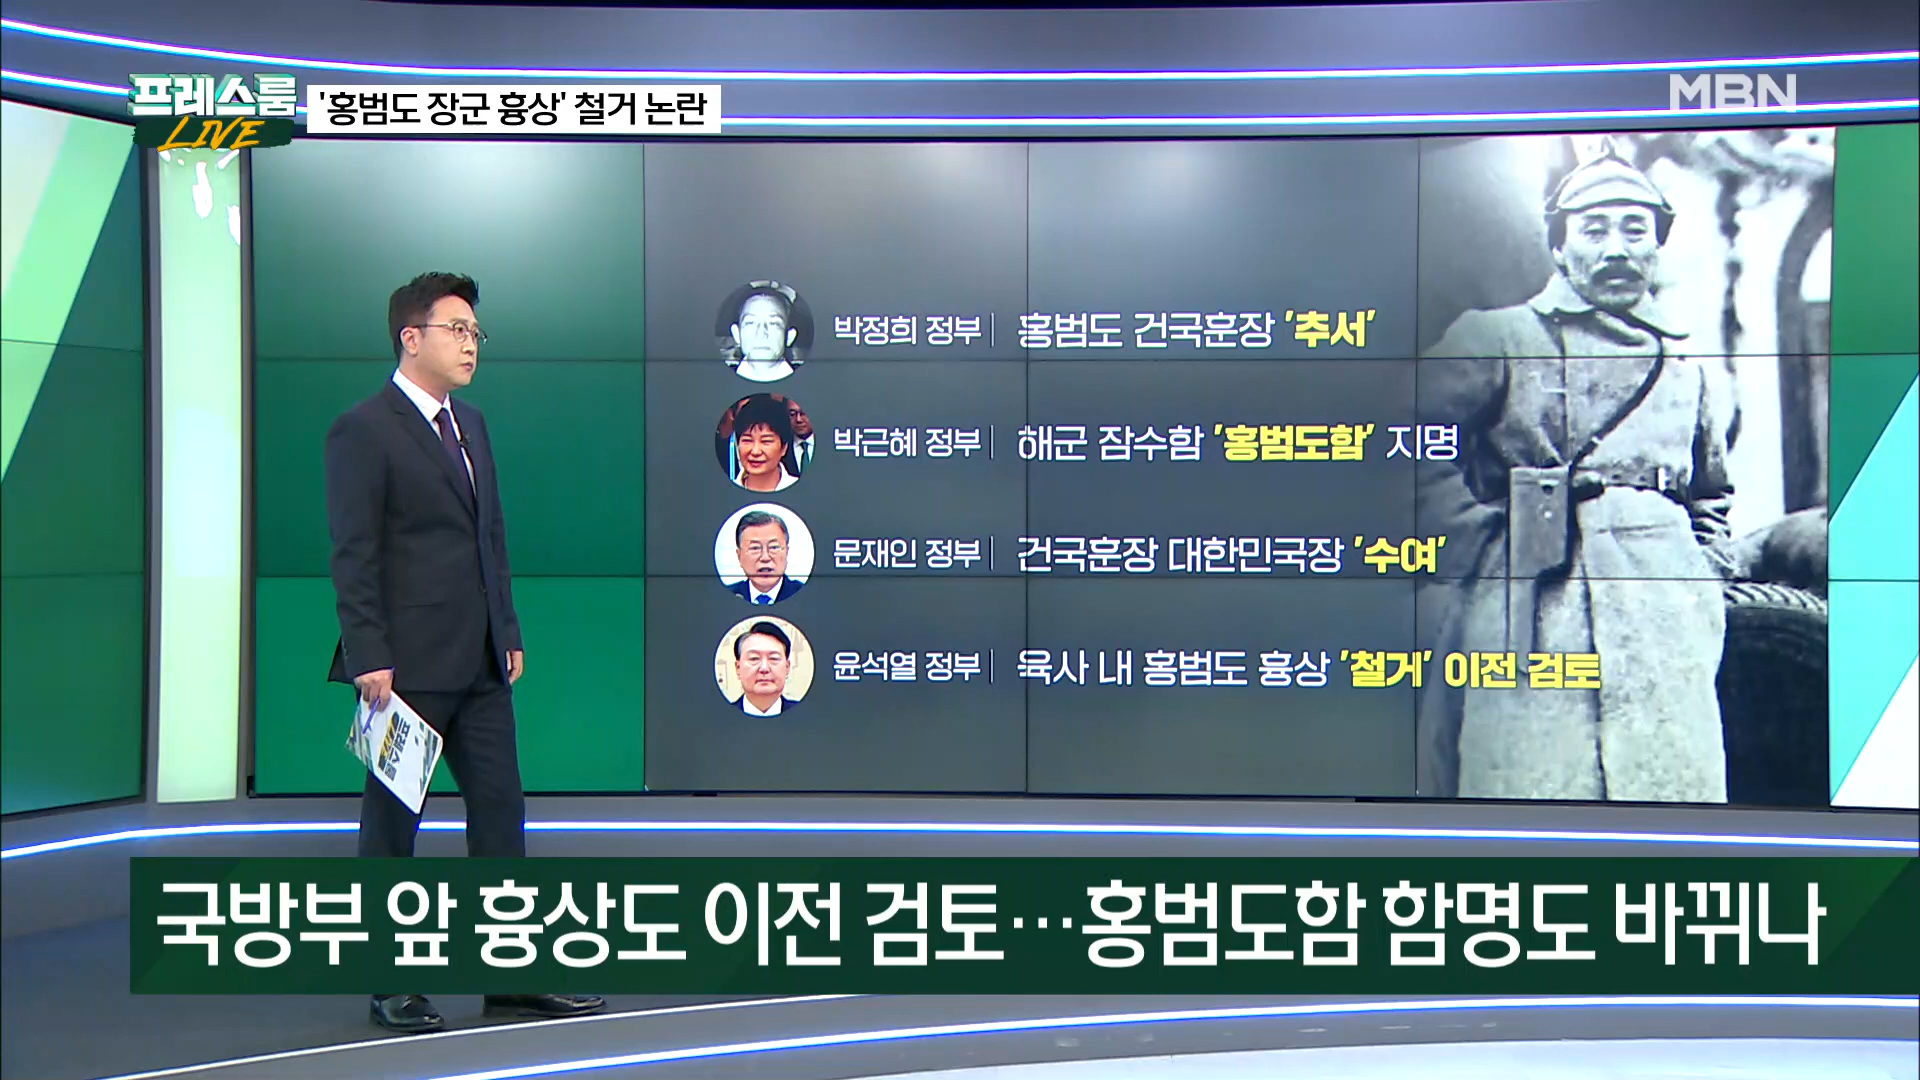 프레스룸
LIVE
'홍범도 장군 흉상' 철거 논란
MBN
박정희 정부 | 홍범도 건국훈장 '추서'
박근혜 정부 | 해군 잠수함 '홍범도함' 지명
문재인 정부 | 건국훈장 대한민국장 '수여'
윤석열 정부 | 육사 내 홍범도 흉상 '철거' 이전 검토
프레스룸
국방부 앞 흉상도 이전 검토…홍범도함 함명도 바뀌나